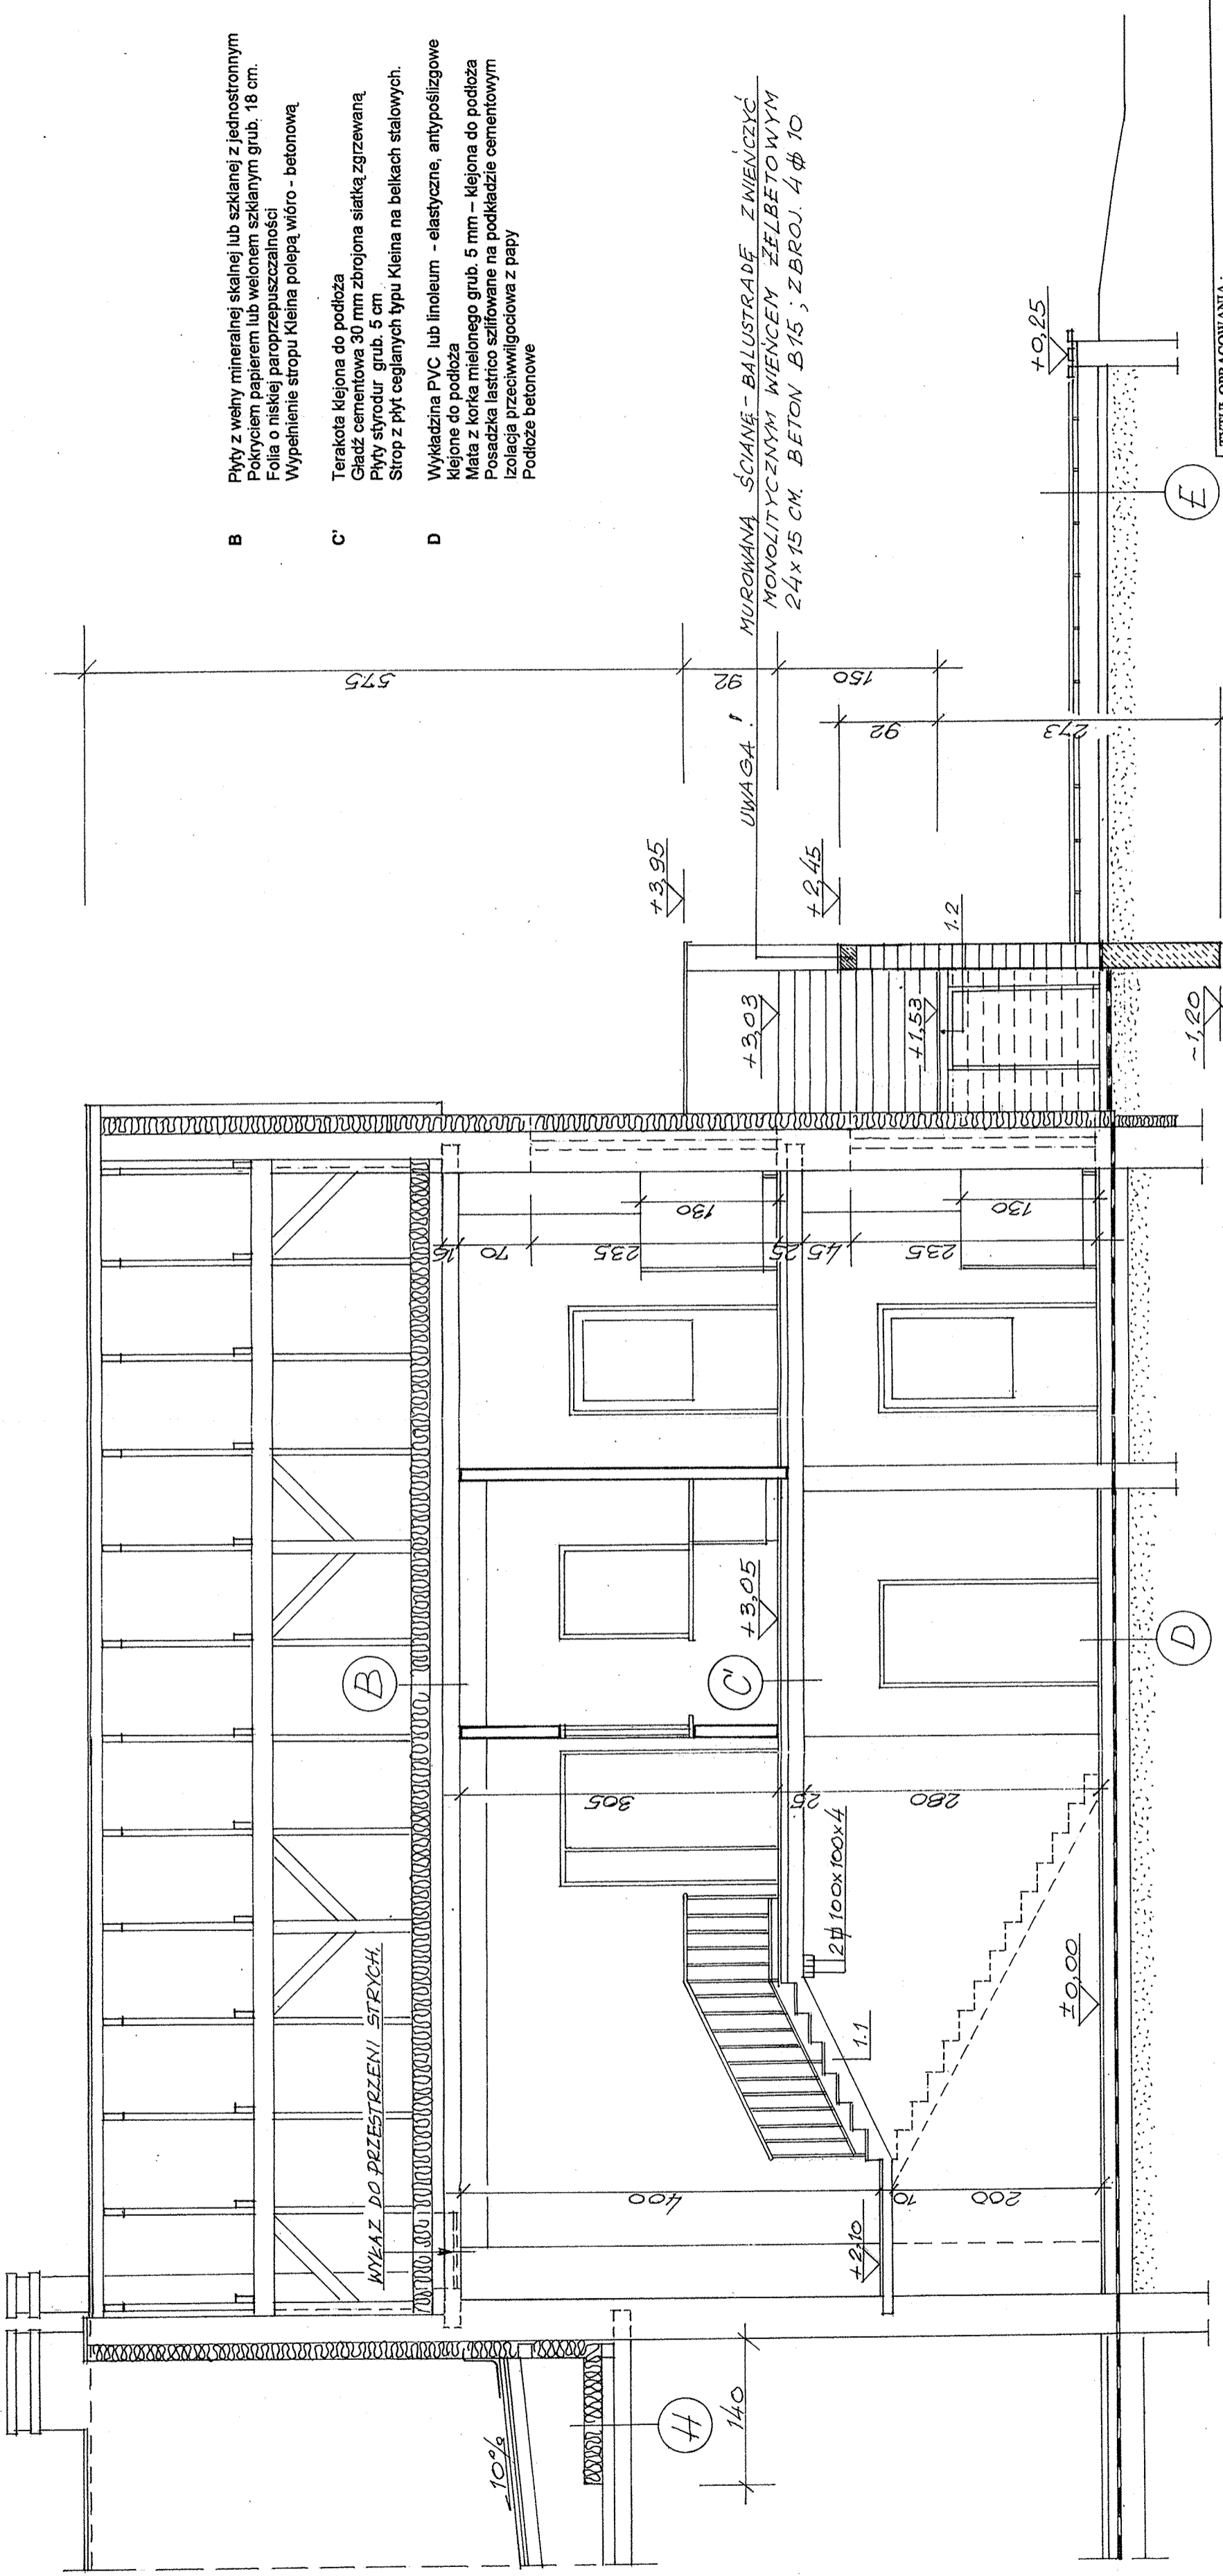 B Płyty z wełny mineralnej skalnej lub szklanej z jednostronnym
Pokryciem papierem lub welonem szklanym grub. 18 cm.
Folia o niskiej paroprzepuszczalności
Wypełnienie stropu Kleina polepą wióro - betonową
C' Terakota klejona do podłoża
Gładź cementowa 30 mm zbrojona siatką zgrzewaną
Płyty styrodur grub. 5 cm
Strop z płyt ceglanych typu Kleina na belkach stalowych.
D Wykładzina PVC lub linoleum - elastyczne, antypoślizgowe
klejone do podłoża
Mata z korka mielonego grub. 5 mm – klejona do podłoża
Posadzka lastrico szlifowane na podkładzie cementowym
Izolacja przeciwwilgociowa z papy
Podłoże betonowe
UWAGA ! MUROWANĄ ŚCIANĘ - BALUSTRADĘ ZWIEŃCZYĆ
MONOLITYCZNYM WIEŃCEM ŻELBETOWYM
24x15 CM. BETON B15 ; ZBROJ. 4 ϕ 10
575
92
150
92
273
+3,95
+2,45
+3,03
+1,53
1.2
+0,25
~1,20
E
WYŁAZ DO PRZESTRZENI STRYCH.
B
C'
D
H
15
70
235
25
45
235
130
130
305
25
280
+3,05
2 ⌷ 100x100x4
1.1
±0,00
400
10
200
+2,10
10%
140
TYTUŁ OPRACOWANIA: